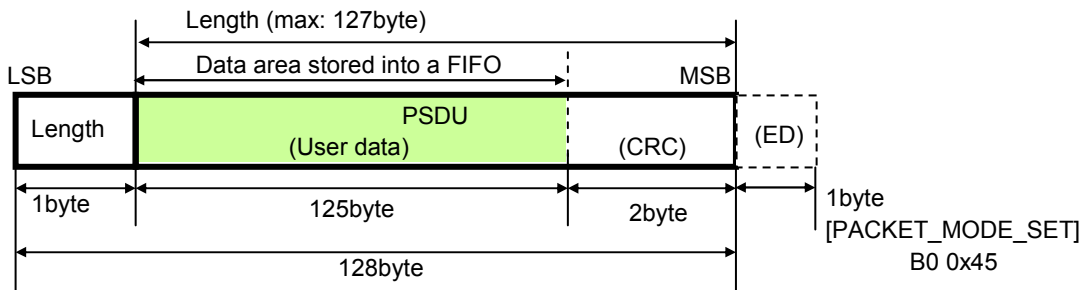 Length (max: 127byte)
Data area stored into a FIFO
LSB
MSB
Length
PSDU
(User data)
(CRC)
(ED)
1byte
125byte
2byte
1byte
[PACKET_MODE_SET]
B0 0x45
128byte